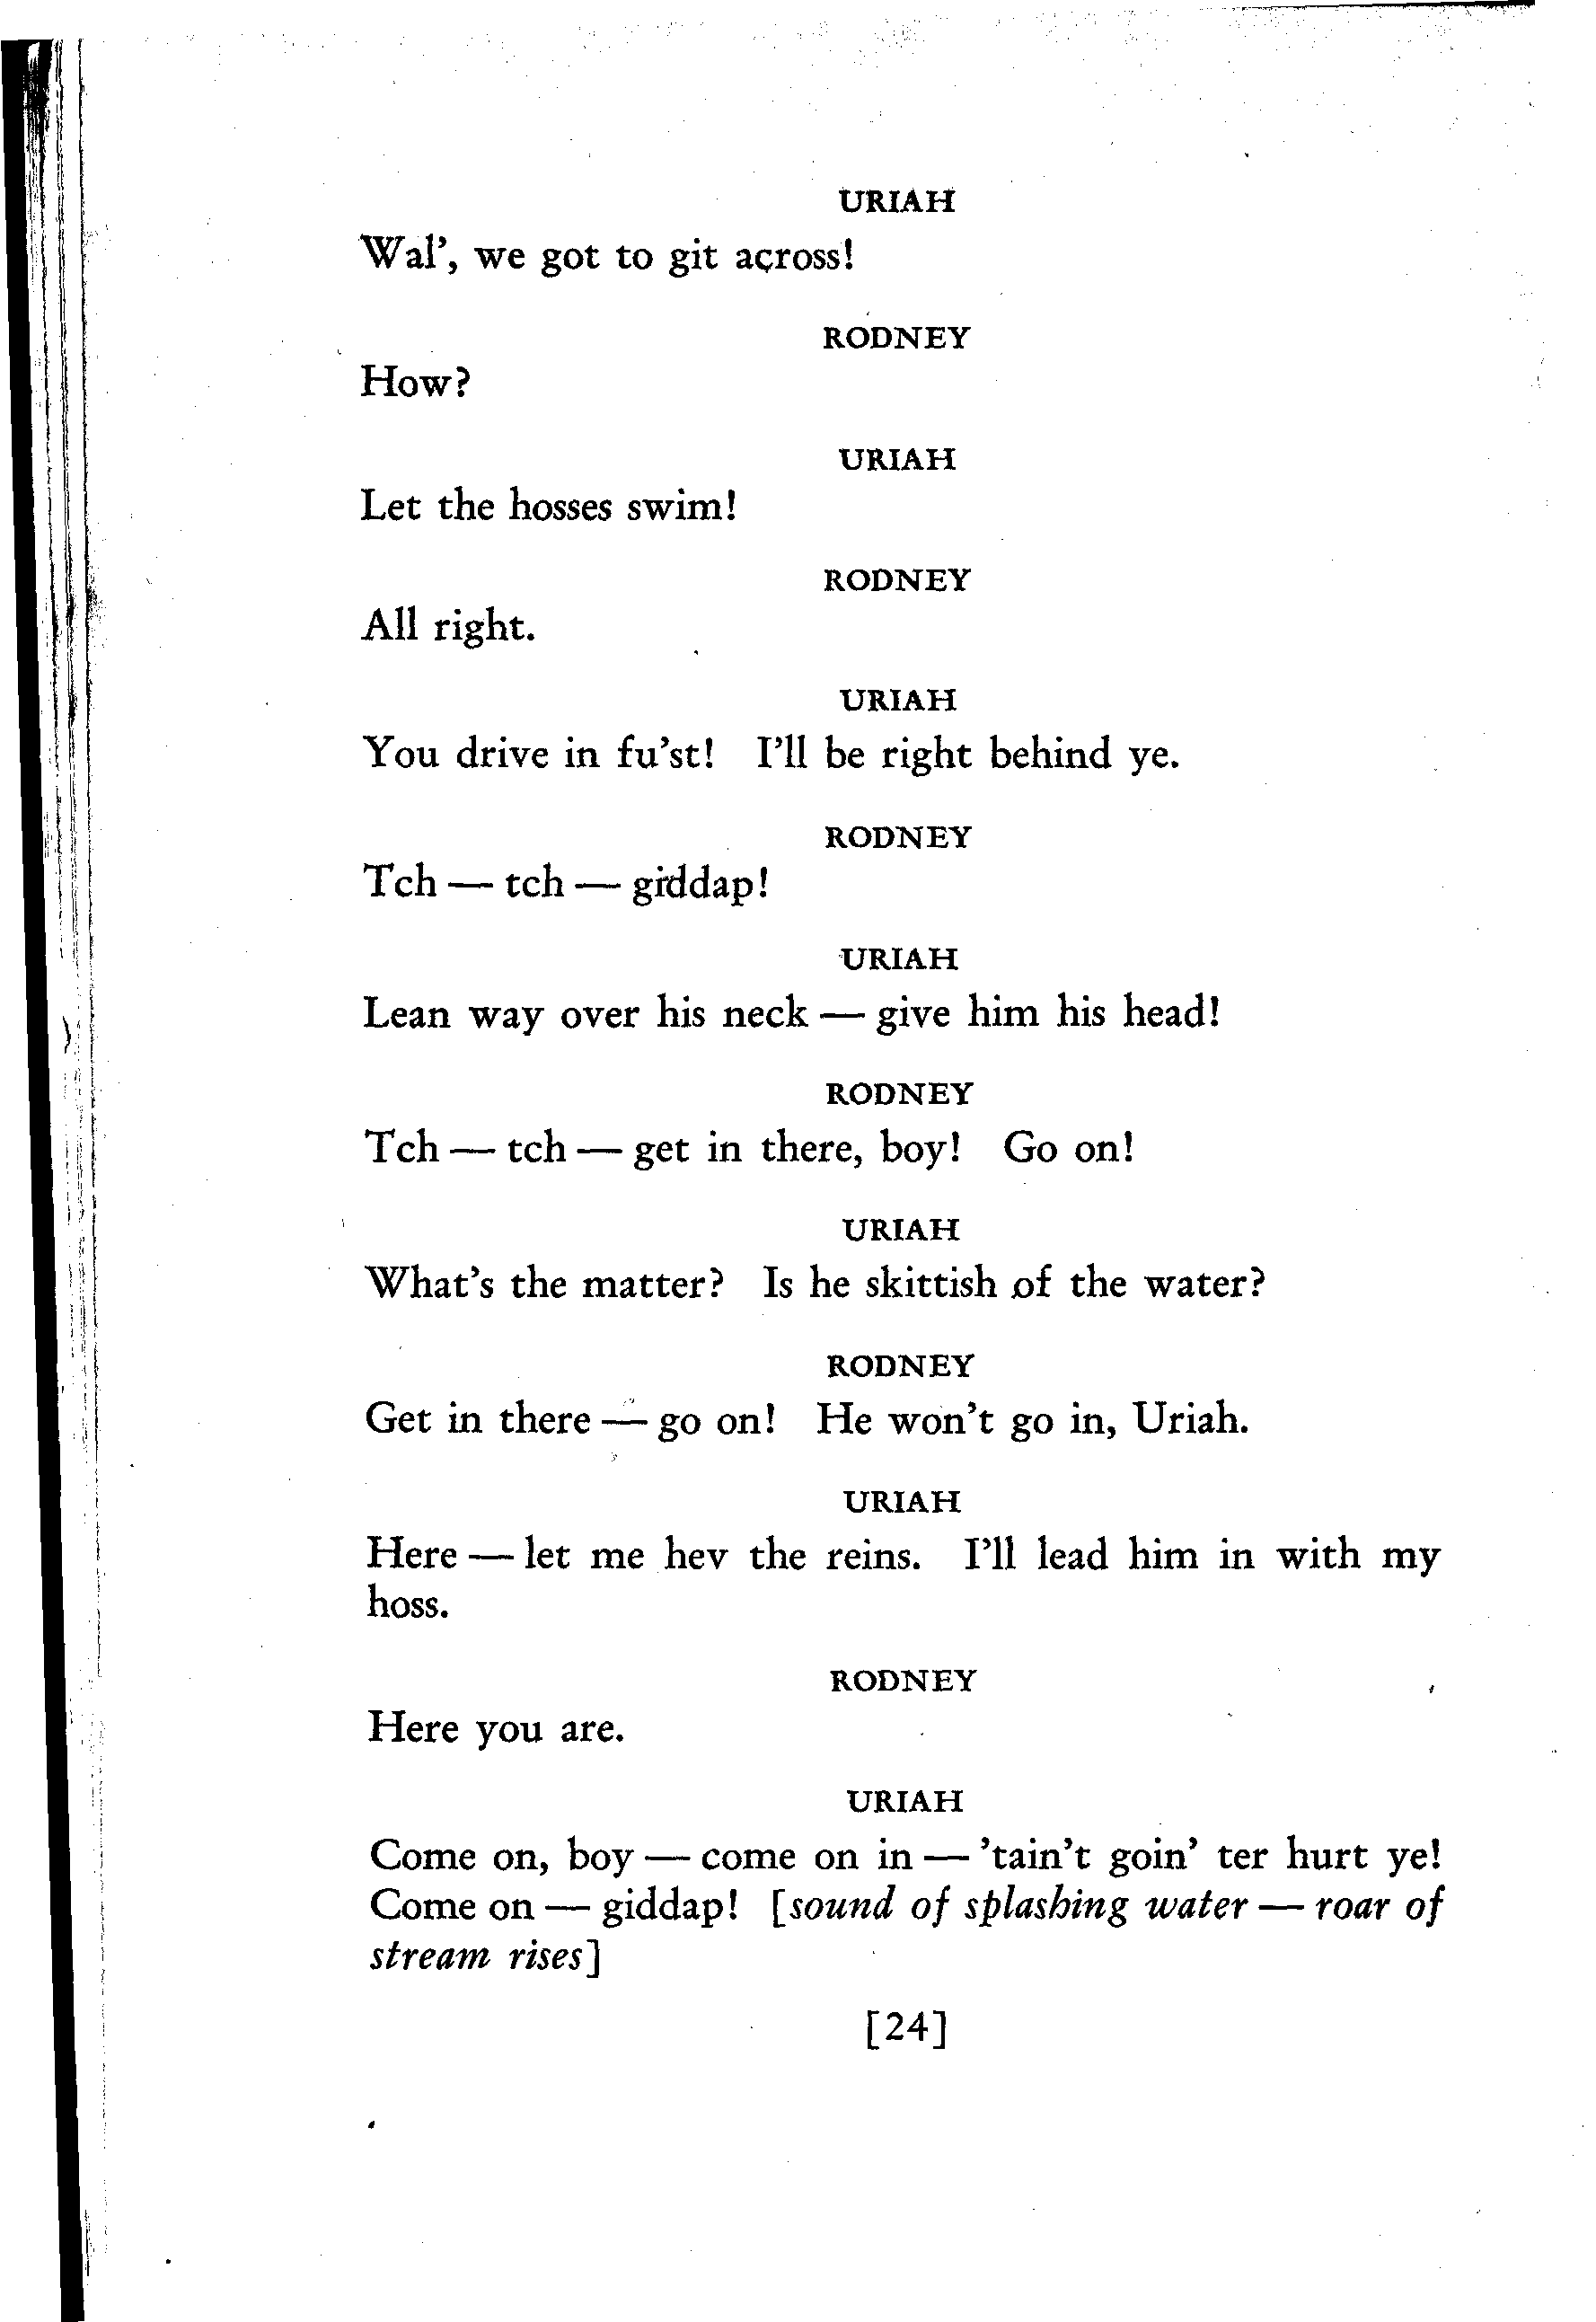 URIAH
Wal', we got to git across!
RODNEY
How?
URIAH
Let the hosses swim!
RODNEY
All right.
URIAH
You drive in fu'st! I'll be right behind ye.
RODNEY
Tch — tch — giddap!
URIAH
Lean way over his neck — give him his head!
RODNEY
Tch — tch — get in there, boy! Go on!
URIAH
What's the matter? Is he skittish of the water?
RODNEY
Get in there — go on! He won't go in, Uriah.
URIAH
Here — let me hev the reins. I'll lead him in with my
hoss.
RODNEY
Here you are.
URIAH
Come on, boy — come on in — 'tain't goin' ter hurt ye!
Come on — giddap! [sound of splashing water — roar of
stream rises]
[24]